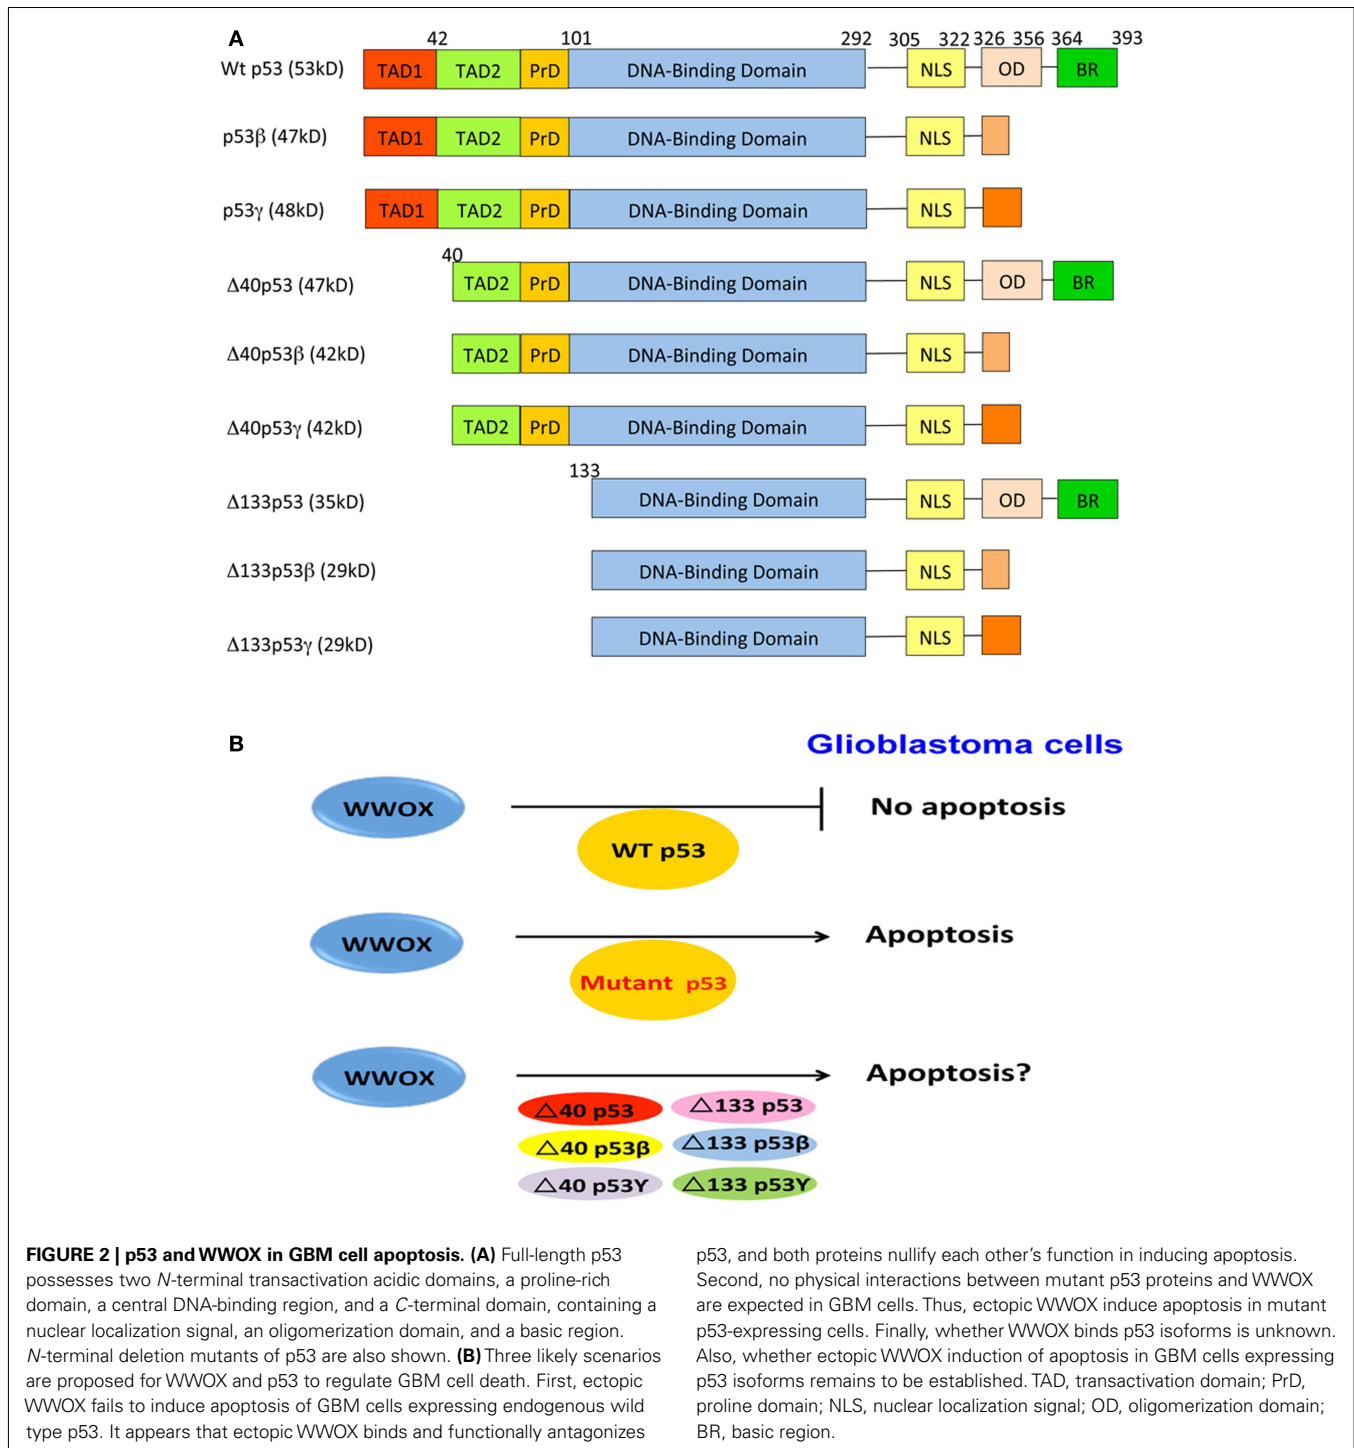 A
42 101 292 305 322 326 356 364 393
Wt p53 (53kD) TAD1 TAD2 PrD DNA-Binding Domain NLS OD BR
p53β (47kD) TAD1 TAD2 PrD DNA-Binding Domain NLS
p53γ (48kD) TAD1 TAD2 PrD DNA-Binding Domain NLS
40
Δ40p53 (47kD) TAD2 PrD DNA-Binding Domain NLS OD BR
Δ40p53β (42kD) TAD2 PrD DNA-Binding Domain NLS
Δ40p53γ (42kD) TAD2 PrD DNA-Binding Domain NLS
133
Δ133p53 (35kD) DNA-Binding Domain NLS OD BR
Δ133p53β (29kD) DNA-Binding Domain NLS
Δ133p53γ (29kD) DNA-Binding Domain NLS
B
Glioblastoma cells
WWOX No apoptosis
WT p53
WWOX Apoptosis
Mutant p53
WWOX Apoptosis?
△40 p53 △133 p53
△40 p53β △133 p53β
△40 p53Y △133 p53Y
FIGURE 2 | p53 and WWOX in GBM cell apoptosis. (A) Full-length p53
possesses two N-terminal transactivation acidic domains, a proline-rich
domain, a central DNA-binding region, and a C-terminal domain, containing a
nuclear localization signal, an oligomerization domain, and a basic region.
N-terminal deletion mutants of p53 are also shown. (B) Three likely scenarios
are proposed for WWOX and p53 to regulate GBM cell death. First, ectopic
WWOX fails to induce apoptosis of GBM cells expressing endogenous wild
type p53. It appears that ectopic WWOX binds and functionally antagonizes
p53, and both proteins nullify each other's function in inducing apoptosis.
Second, no physical interactions between mutant p53 proteins and WWOX
are expected in GBM cells. Thus, ectopic WWOX induce apoptosis in mutant
p53-expressing cells. Finally, whether WWOX binds p53 isoforms is unknown.
Also, whether ectopic WWOX induction of apoptosis in GBM cells expressing
p53 isoforms remains to be established. TAD, transactivation domain; PrD,
proline domain; NLS, nuclear localization signal; OD, oligomerization domain;
BR, basic region.